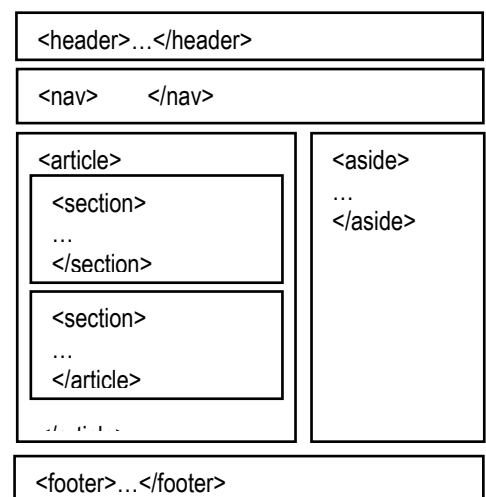 <header>…</header>
<nav> </nav>
<article>
<section>
…
</section>
<section>
…
</article>
<aside>
…
</aside>
<footer>…</footer>